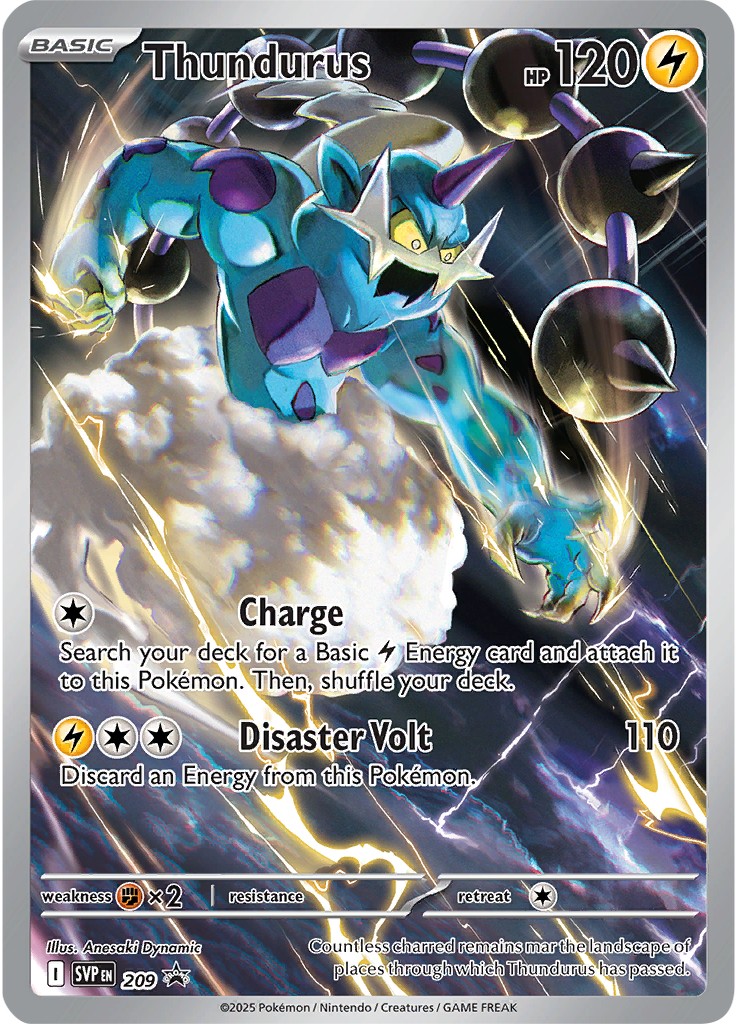 BASIC Thundurus HP 120
Charge
Search your deck for a Basic Energy card and attach it
to this Pokémon. Then, shuffle your deck.
Disaster Volt 110
Discard an Energy from this Pokémon.
weakness ×2 resistance retreat
Illus. Anesaki Dynamic
I SVP EN 209
Countless charred remains mar the landscape of
places through which Thundurus has passed.
©2025 Pokémon / Nintendo / Creatures / GAME FREAK